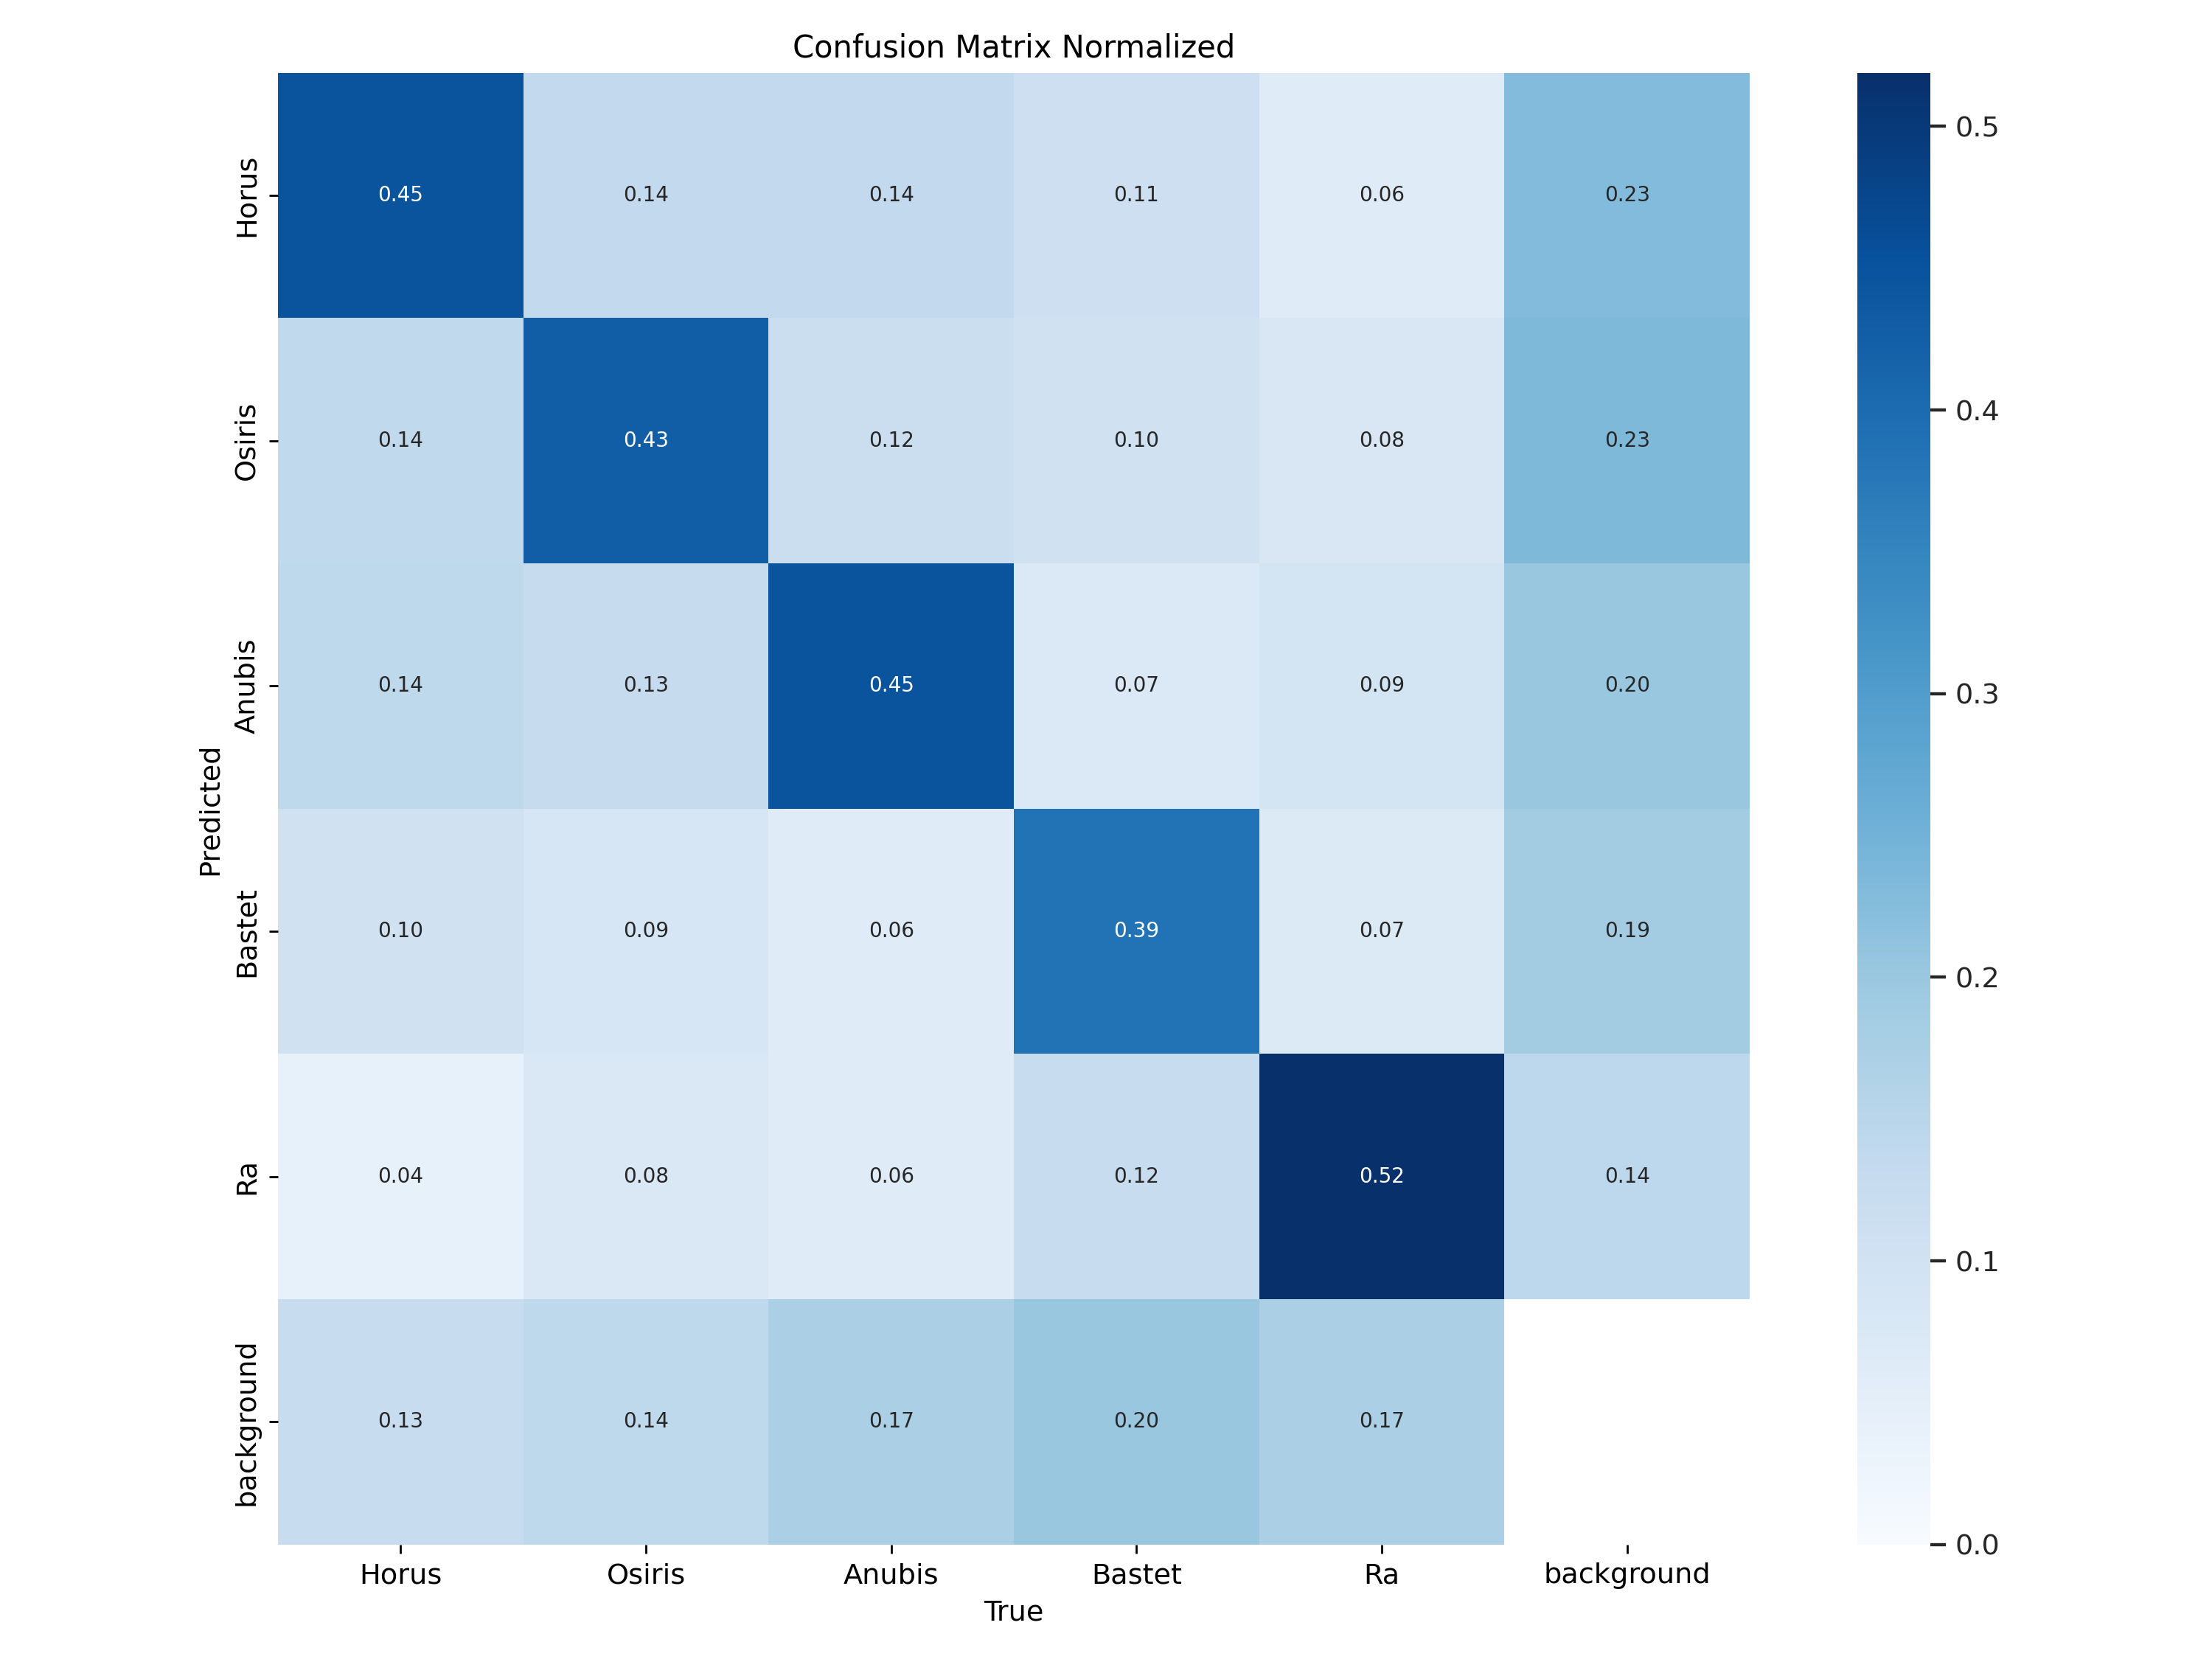 Confusion Matrix Normalized
Horus 0.45 0.14 0.14 0.11 0.06 0.23
Osiris 0.14 0.43 0.12 0.10 0.08 0.23
Anubis 0.14 0.13 0.45 0.07 0.09 0.20
Bastet 0.10 0.09 0.06 0.39 0.07 0.19
Ra 0.04 0.08 0.06 0.12 0.52 0.14
background 0.13 0.14 0.17 0.20 0.17
Predicted
Horus Osiris Anubis Bastet Ra background
True
0.5
0.4
0.3
0.2
0.1
0.0